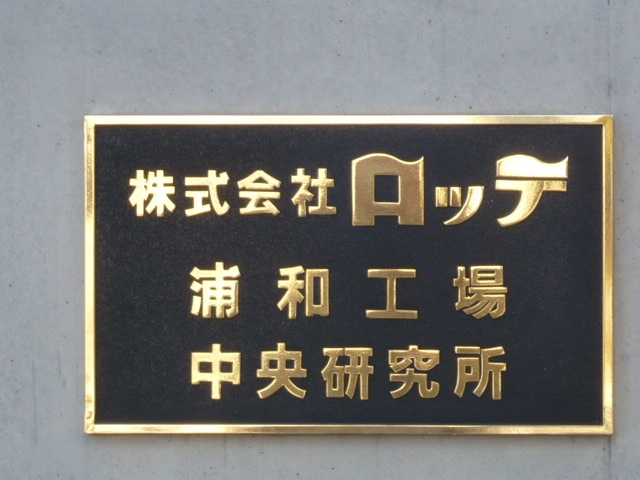 株式会社ロッテ
浦和工場
中央研究所